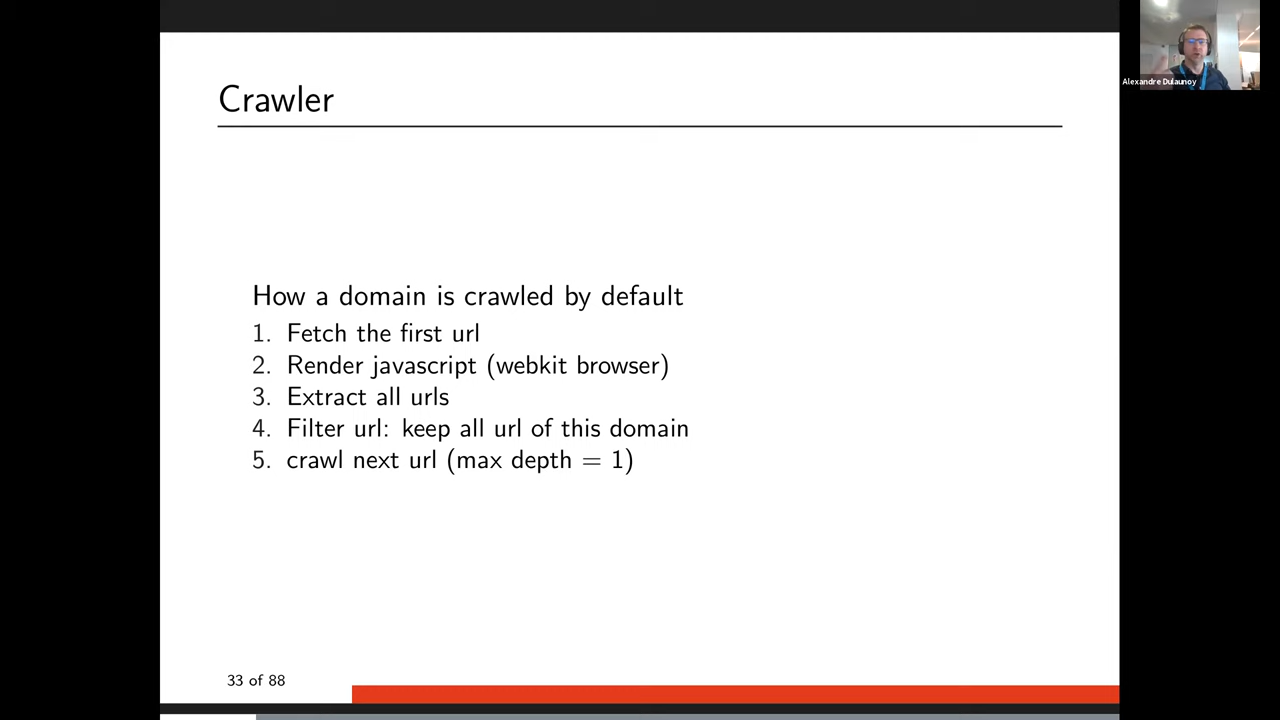 Crawler
Alexandre Dulaunoy
How a domain is crawled by default
1. Fetch the first url
2. Render javascript (webkit browser)
3. Extract all urls
4. Filter url: keep all url of this domain
5. crawl next url (max depth = 1)
33 of 88